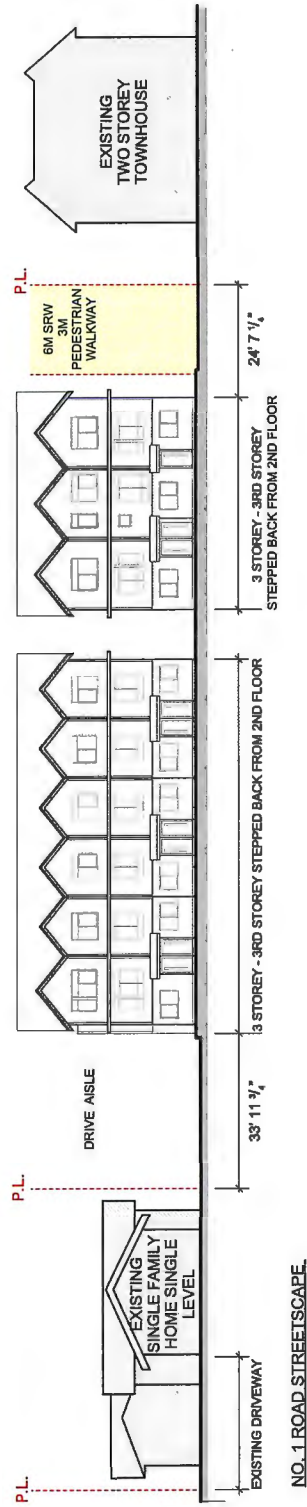 P.L.
EXISTING
SINGLE FAMILY
HOME SINGLE
LEVEL
EXISTING DRIVEWAY
P.L.
DRIVE AISLE
33' 11 3/4"
3 STOREY - 3RD STOREY STEPPED BACK FROM 2ND FLOOR
3 STOREY - 3RD STOREY
STEPPED BACK FROM 2ND FLOOR
6M SRW
3M
PEDESTRIAN
WALKWAY
P.L.
24' 7 1/4"
EXISTING
TWO STOREY
TOWNHOUSE
NO. 1 ROAD STREETSCAPE